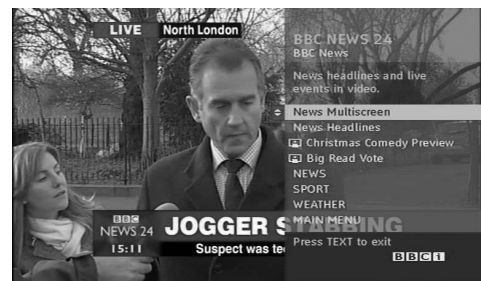 LIVE North London
BBC NEWS 24
BBC News
News headlines and live
events in video.
News Multiscreen
News Headlines
Christmas Comedy Preview
Big Read Vote
NEWS
SPORT
WEATHER
MAIN MENU
Press TEXT to exit
BBC 1
BBC
NEWS 24
15:11
JOGGER STABBING
Suspect was tee